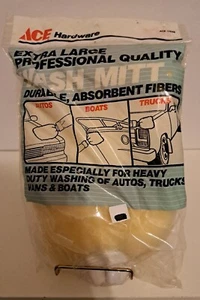 ACE Hardware
EXTRA LARGE
PROFESSIONAL QUALITY
WASH MITT
DURABLE, ABSORBENT FIBERS
AUTOS BOATS TRUCKS
MADE ESPECIALLY FOR HEAVY
DUTY WASHING OF AUTOS, TRUCKS
VANS & BOATS